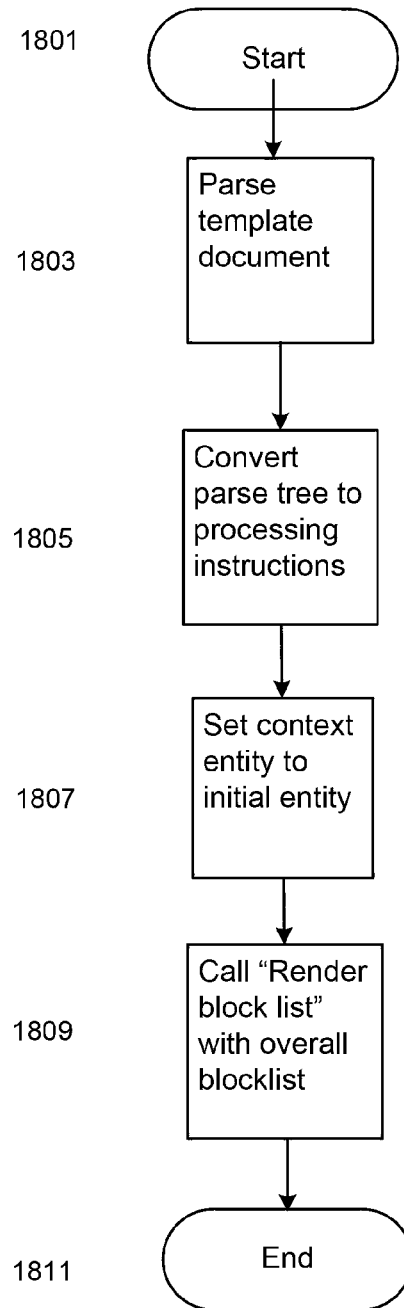 1801
Start
Parse
template
document
1803
Convert
parse tree to
processing
instructions
1805
Set context
entity to
initial entity
1807
Call “Render
block list”
with overall
blocklist
1809
End
1811